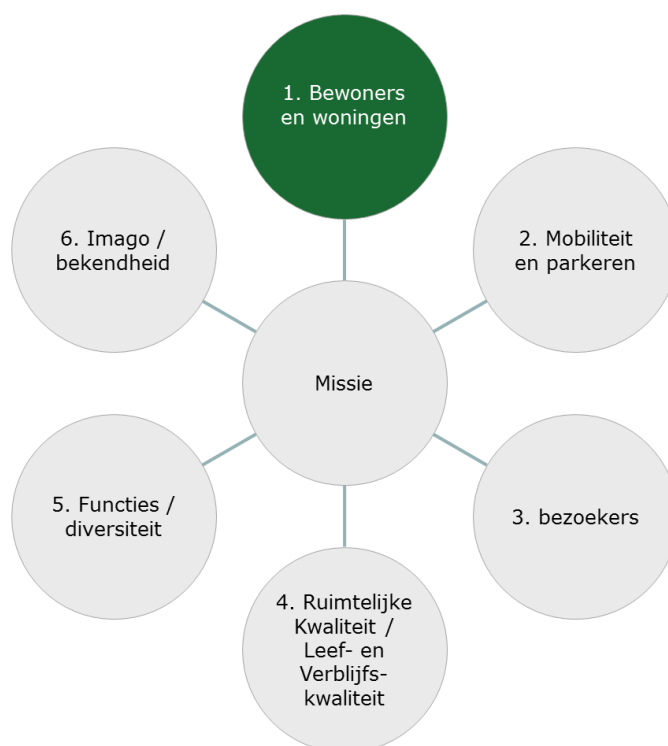 1. Bewoners
en woningen
2. Mobiliteit
en parkeren
3. bezoekers
4. Ruimtelijke
Kwaliteit /
Leef- en
Verblijfs-
kwaliteit
5. Functies /
diversiteit
6. Imago /
bekendheid
Missie